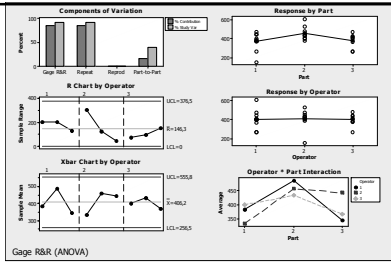 Components of Variation
% Contribution
% Study Var
Percent
100
50
0
Gage R&R
Repeat
Reprod
Part-to-Part
R Chart by Operator
1
2
3
Sample Range
400
200
0
UCL=376,5
R=146,3
LCL=0
Xbar Chart by Operator
1
2
3
Sample Mean
500
400
300
UCL=555,8
X=406,2
LCL=256,5
Response by Part
600
400
200
1
2
3
Part
Response by Operator
600
400
200
1
2
3
Operator
Operator * Part Interaction
Operator
1
2
3
Average
450
400
350
1
2
3
Part
Gage R&R (ANOVA)